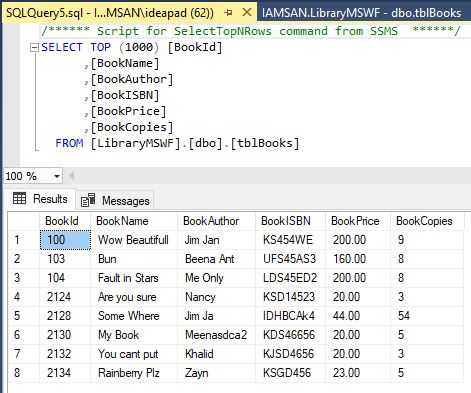 SQLQuery5.sql - I...MSAN\ideapad (62)) IAMSAN.LibraryMSWF - dbo.tblBooks
/****** Script for SelectTopNRows command from SSMS ******/
SELECT TOP (1000) [BookId]
,[BookName]
,[BookAuthor]
,[BookISBN]
,[BookPrice]
,[BookCopies]
FROM [LibraryMSWF].[dbo].[tblBooks]
100 %
Results Messages
BookId BookName BookAuthor BookISBN BookPrice BookCopies
1 100 Wow Beautifull Jim Jan KS454WE 200.00 9
2 103 Bun Beena Ant UFS45AS3 160.00 8
3 104 Fault in Stars Me Only LDS45ED2 200.00 8
4 2124 Are you sure Nancy KSD14523 20.00 3
5 2128 Some Where Jim Ja IDHBCAk4 44.00 54
6 2130 My Book Meenasdca2 KDS46656 20.00 5
7 2132 You cant put Khalid KJSD4656 20.00 3
8 2134 Rainberry Plz Zayn KSGD456 23.00 5